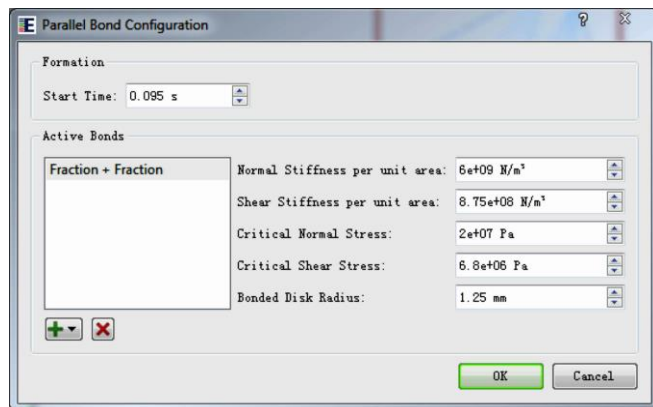 E Parallel Bond Configuration ?
Formation
Start Time: 0.095 s
Active Bonds
Fraction + Fraction
Normal Stiffness per unit area: 6e+09 N/m³
Shear Stiffness per unit area: 8.75e+08 N/m³
Critical Normal Stress: 2e+07 Pa
Critical Shear Stress: 6.8e+06 Pa
Bonded Disk Radius: 1.25 mm
OK Cancel